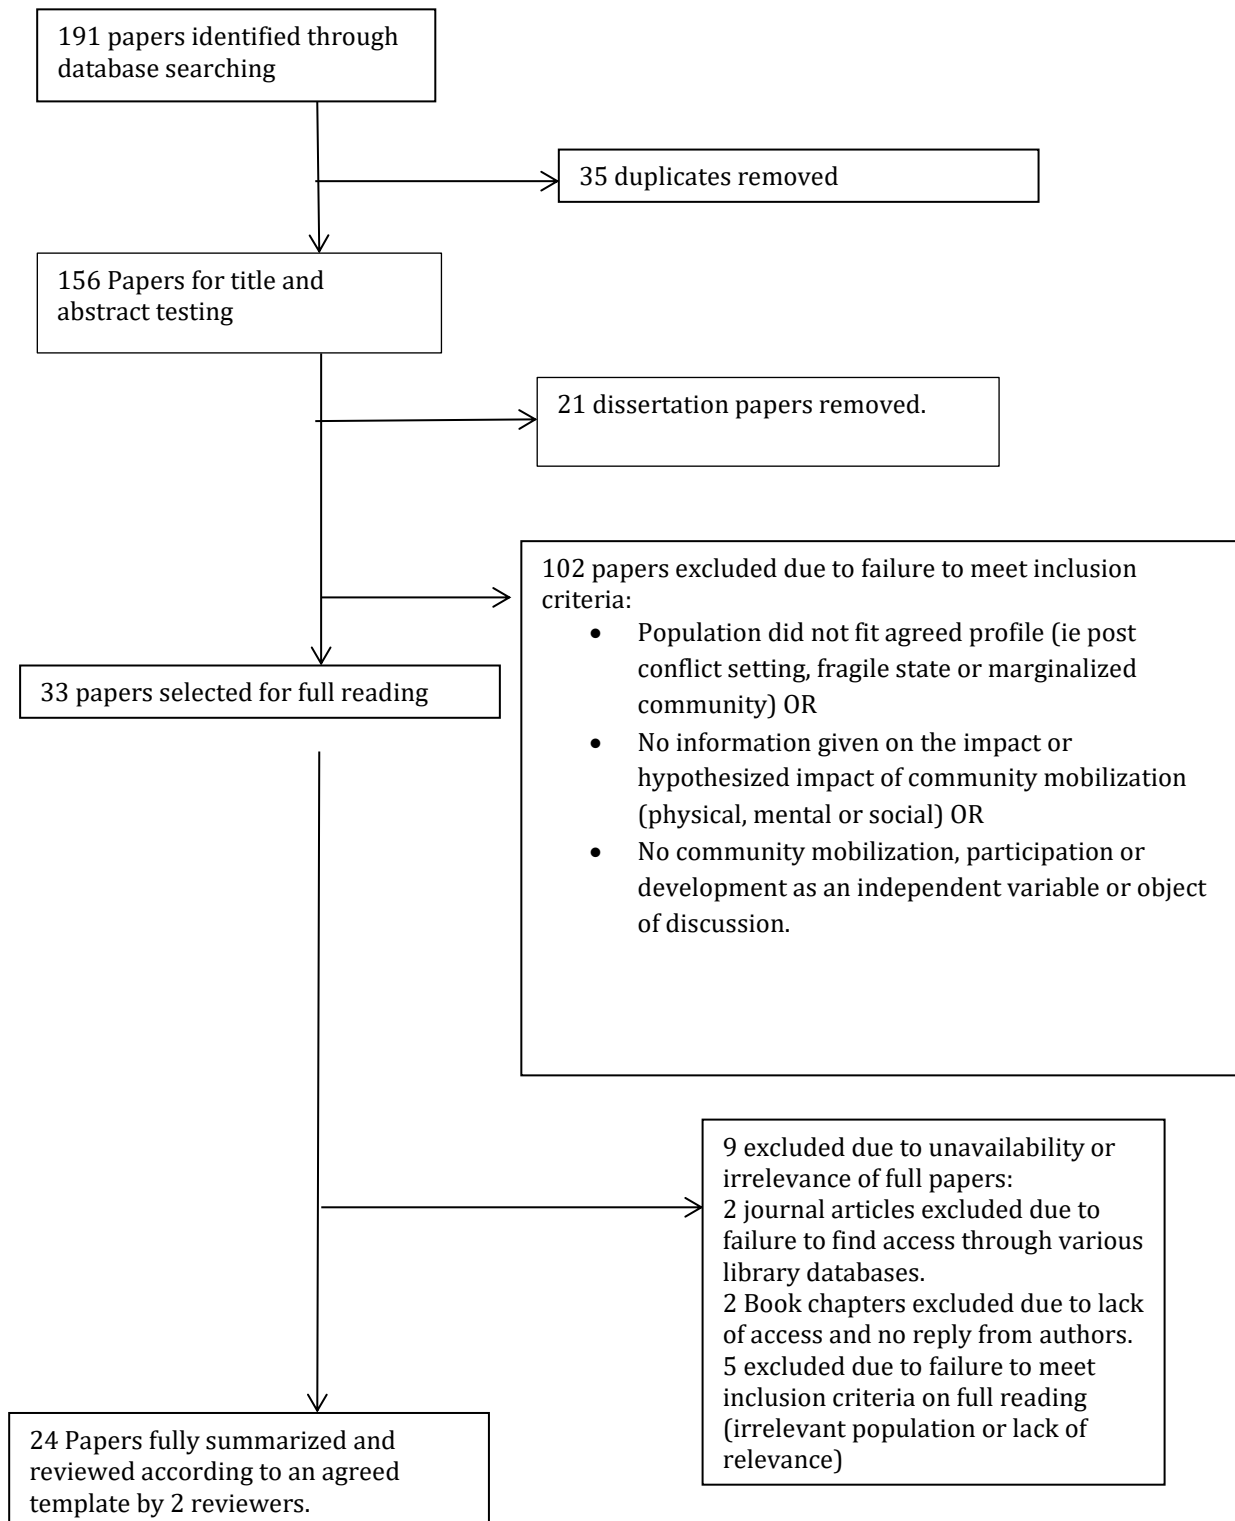 191 papers identified through
database searching
35 duplicates removed
156 Papers for title and
abstract testing
21 dissertation papers removed.
102 papers excluded due to failure to meet inclusion
criteria:
• Population did not fit agreed profile (ie post
conflict setting, fragile state or marginalized
community) OR
• No information given on the impact or
hypothesized impact of community mobilization
(physical, mental or social) OR
• No community mobilization, participation or
development as an independent variable or object
of discussion.
33 papers selected for full reading
9 excluded due to unavailability or
irrelevance of full papers:
2 journal articles excluded due to
failure to find access through various
library databases.
2 Book chapters excluded due to lack
of access and no reply from authors.
5 excluded due to failure to meet
inclusion criteria on full reading
(irrelevant population or lack of
relevance)
24 Papers fully summarized and
reviewed according to an agreed
template by 2 reviewers.